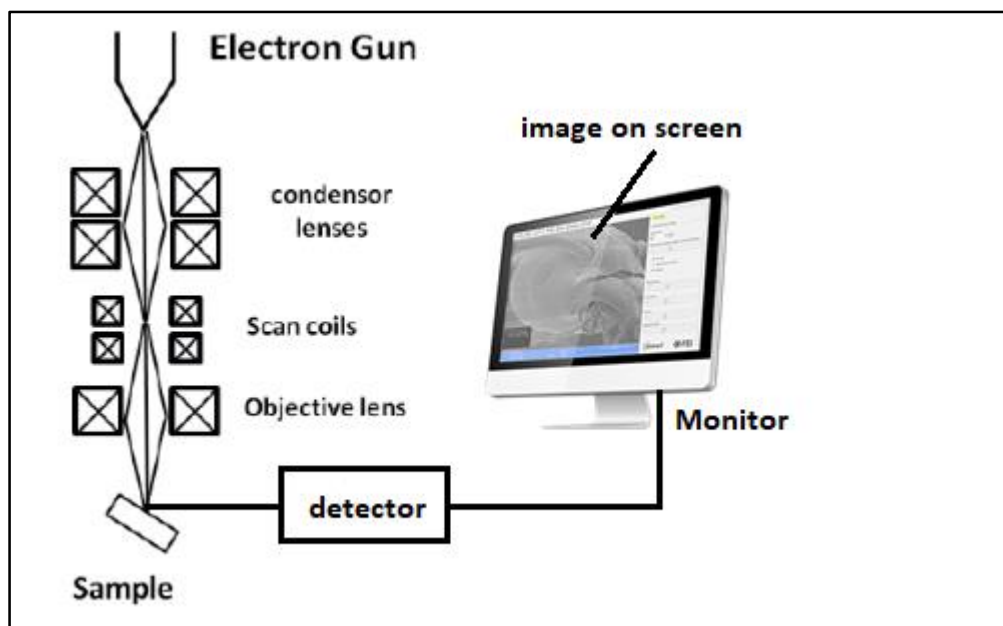 Electron Gun
image on screen
condensor
lenses
Scan coils
Objective lens
Monitor
detector
Sample